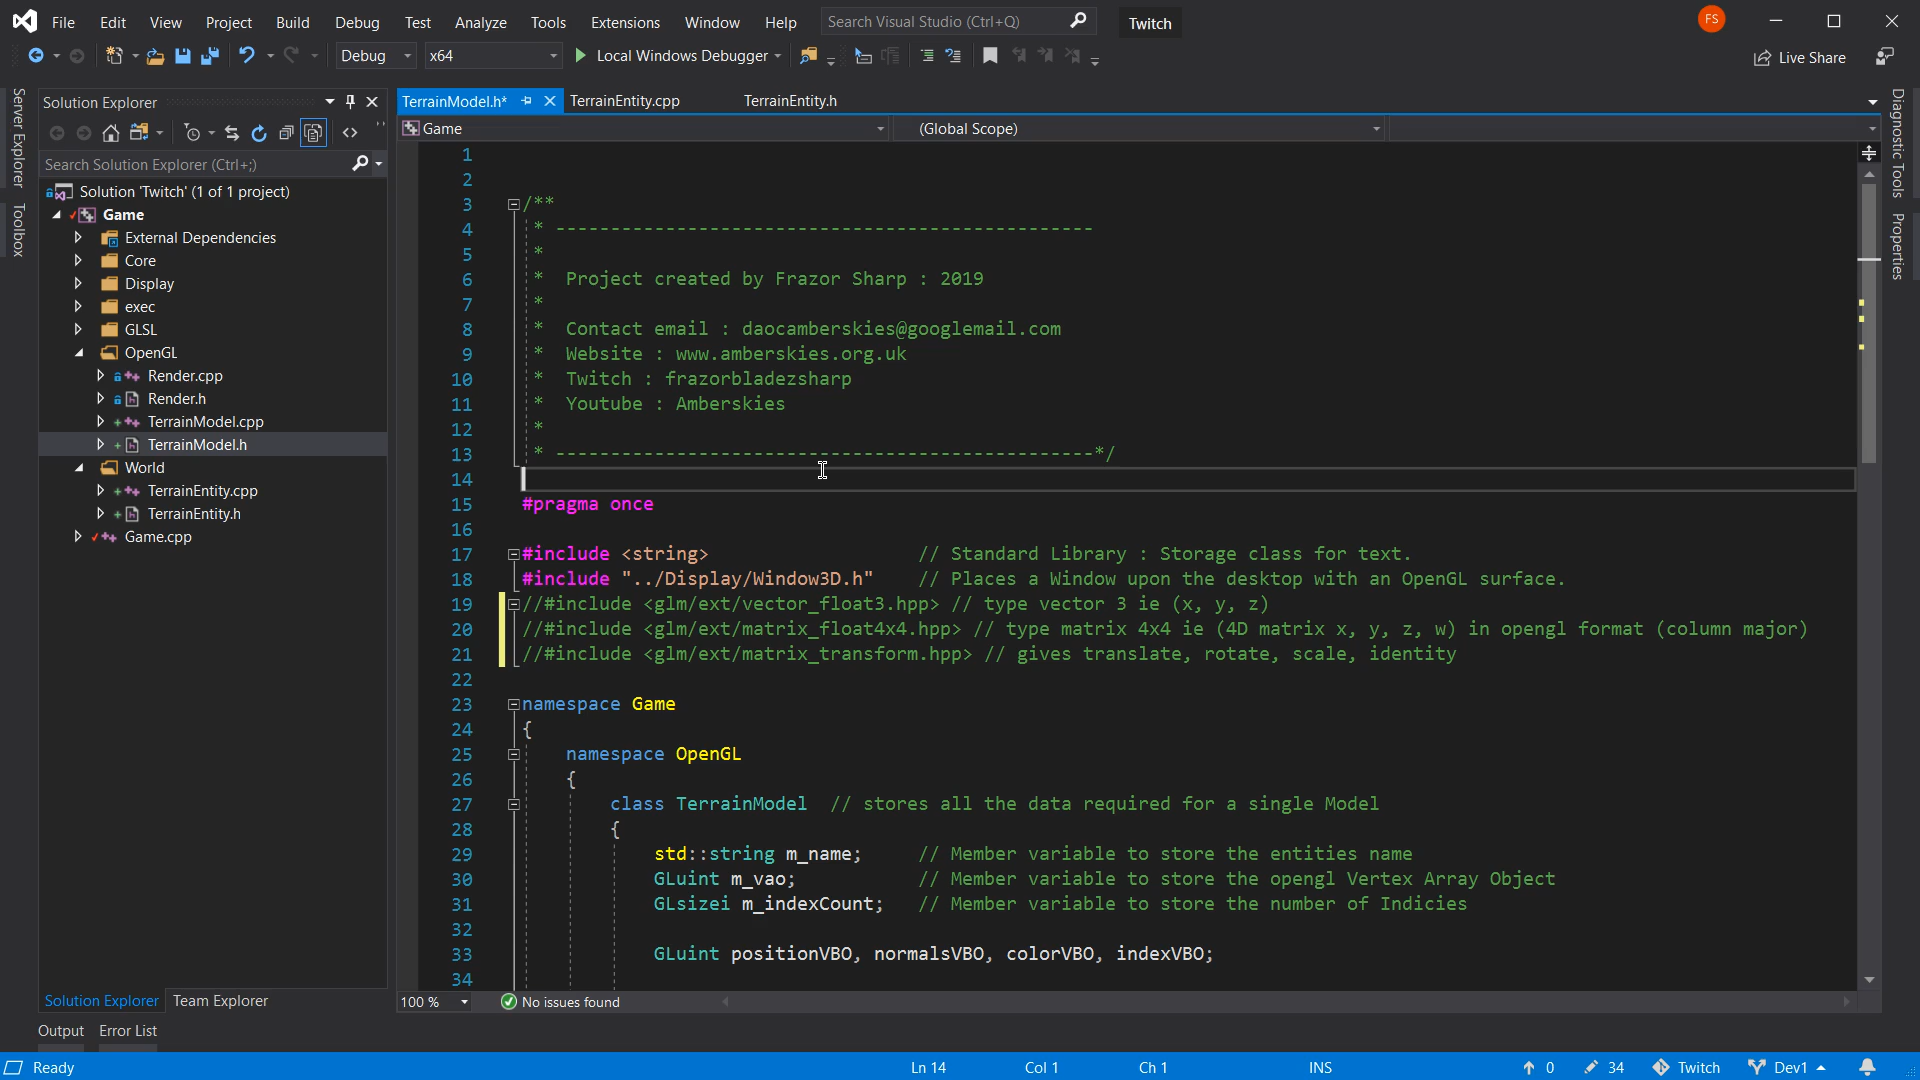 File Edit View Project Build Debug Test Analyze Tools Extensions Window Help Search Visual Studio (Ctrl+Q) Twitch FS
Debug x64 Local Windows Debugger Live Share
Server Explorer
Toolbox
Solution Explorer
Search Solution Explorer (Ctrl+;)
Solution 'Twitch' (1 of 1 project)
Game
External Dependencies
Core
Display
exec
GLSL
OpenGL
Render.cpp
Render.h
TerrainModel.cpp
TerrainModel.h
World
TerrainEntity.cpp
TerrainEntity.h
Game.cpp
Solution Explorer Team Explorer
TerrainModel.h* TerrainEntity.cpp TerrainEntity.h
Game (Global Scope)
1
2
3 /**
4 * -------------------------------------------------
5 *
6 * Project created by Frazor Sharp : 2019
7 *
8 * Contact email : daocamberskies@googlemail.com
9 * Website : www.amberskies.org.uk
10 * Twitch : frazorbladezsharp
11 * Youtube : Amberskies
12 *
13 * -------------------------------------------------*/
14
15 #pragma once
16
17 #include <string> // Standard Library : Storage class for text.
18 #include "../Display/Window3D.h" // Places a Window upon the desktop with an OpenGL surface.
19 //#include <glm/ext/vector_float3.hpp> // type vector 3 ie (x, y, z)
20 //#include <glm/ext/matrix_float4x4.hpp> // type matrix 4x4 ie (4D matrix x, y, z, w) in opengl format (column major)
21 //#include <glm/ext/matrix_transform.hpp> // gives translate, rotate, scale, identity
22
23 namespace Game
24 {
25 namespace OpenGL
26 {
27 class TerrainModel // stores all the data required for a single Model
28 {
29 std::string m_name; // Member variable to store the entities name
30 GLuint m_vao; // Member variable to store the opengl Vertex Array Object
31 GLsizei m_indexCount; // Member variable to store the number of Indicies
32
33 GLuint positionVBO, normalsVBO, colorVBO, indexVBO;
34
100 % No issues found
Diagnostic Tools
Properties
Output Error List
Ready Ln 14 Col 1 Ch 1 INS 0 34 Twitch Dev1